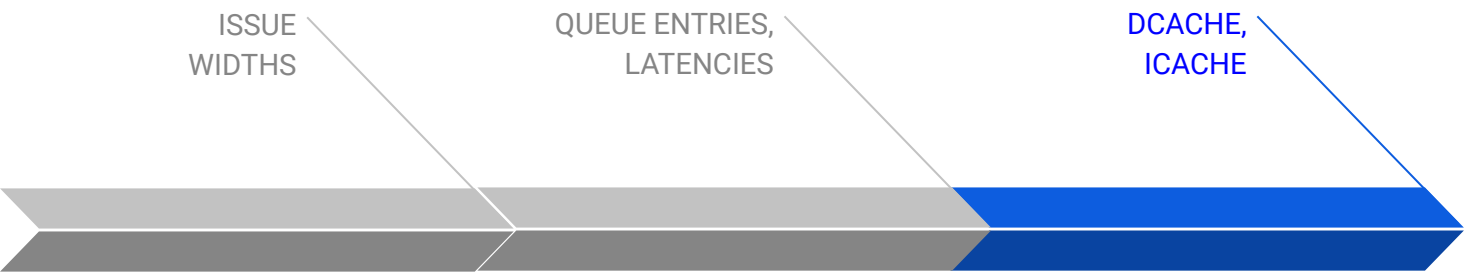 ISSUE
WIDTHS
QUEUE ENTRIES,
LATENCIES
DCACHE,
ICACHE